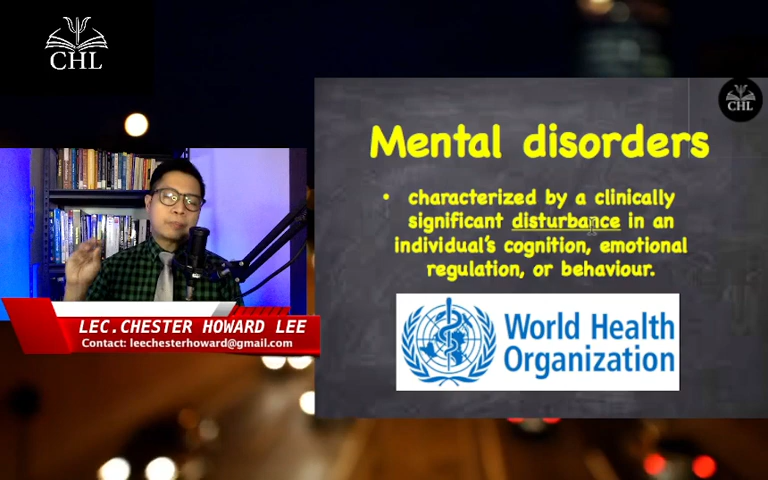 CHL
CHL
Mental disorders
• characterized by a clinically
significant disturbance in an
individual's cognition, emotional
regulation, or behaviour.
World Health
Organization
LEC.CHESTER HOWARD LEE
Contact: leechesterhoward@gmail.com